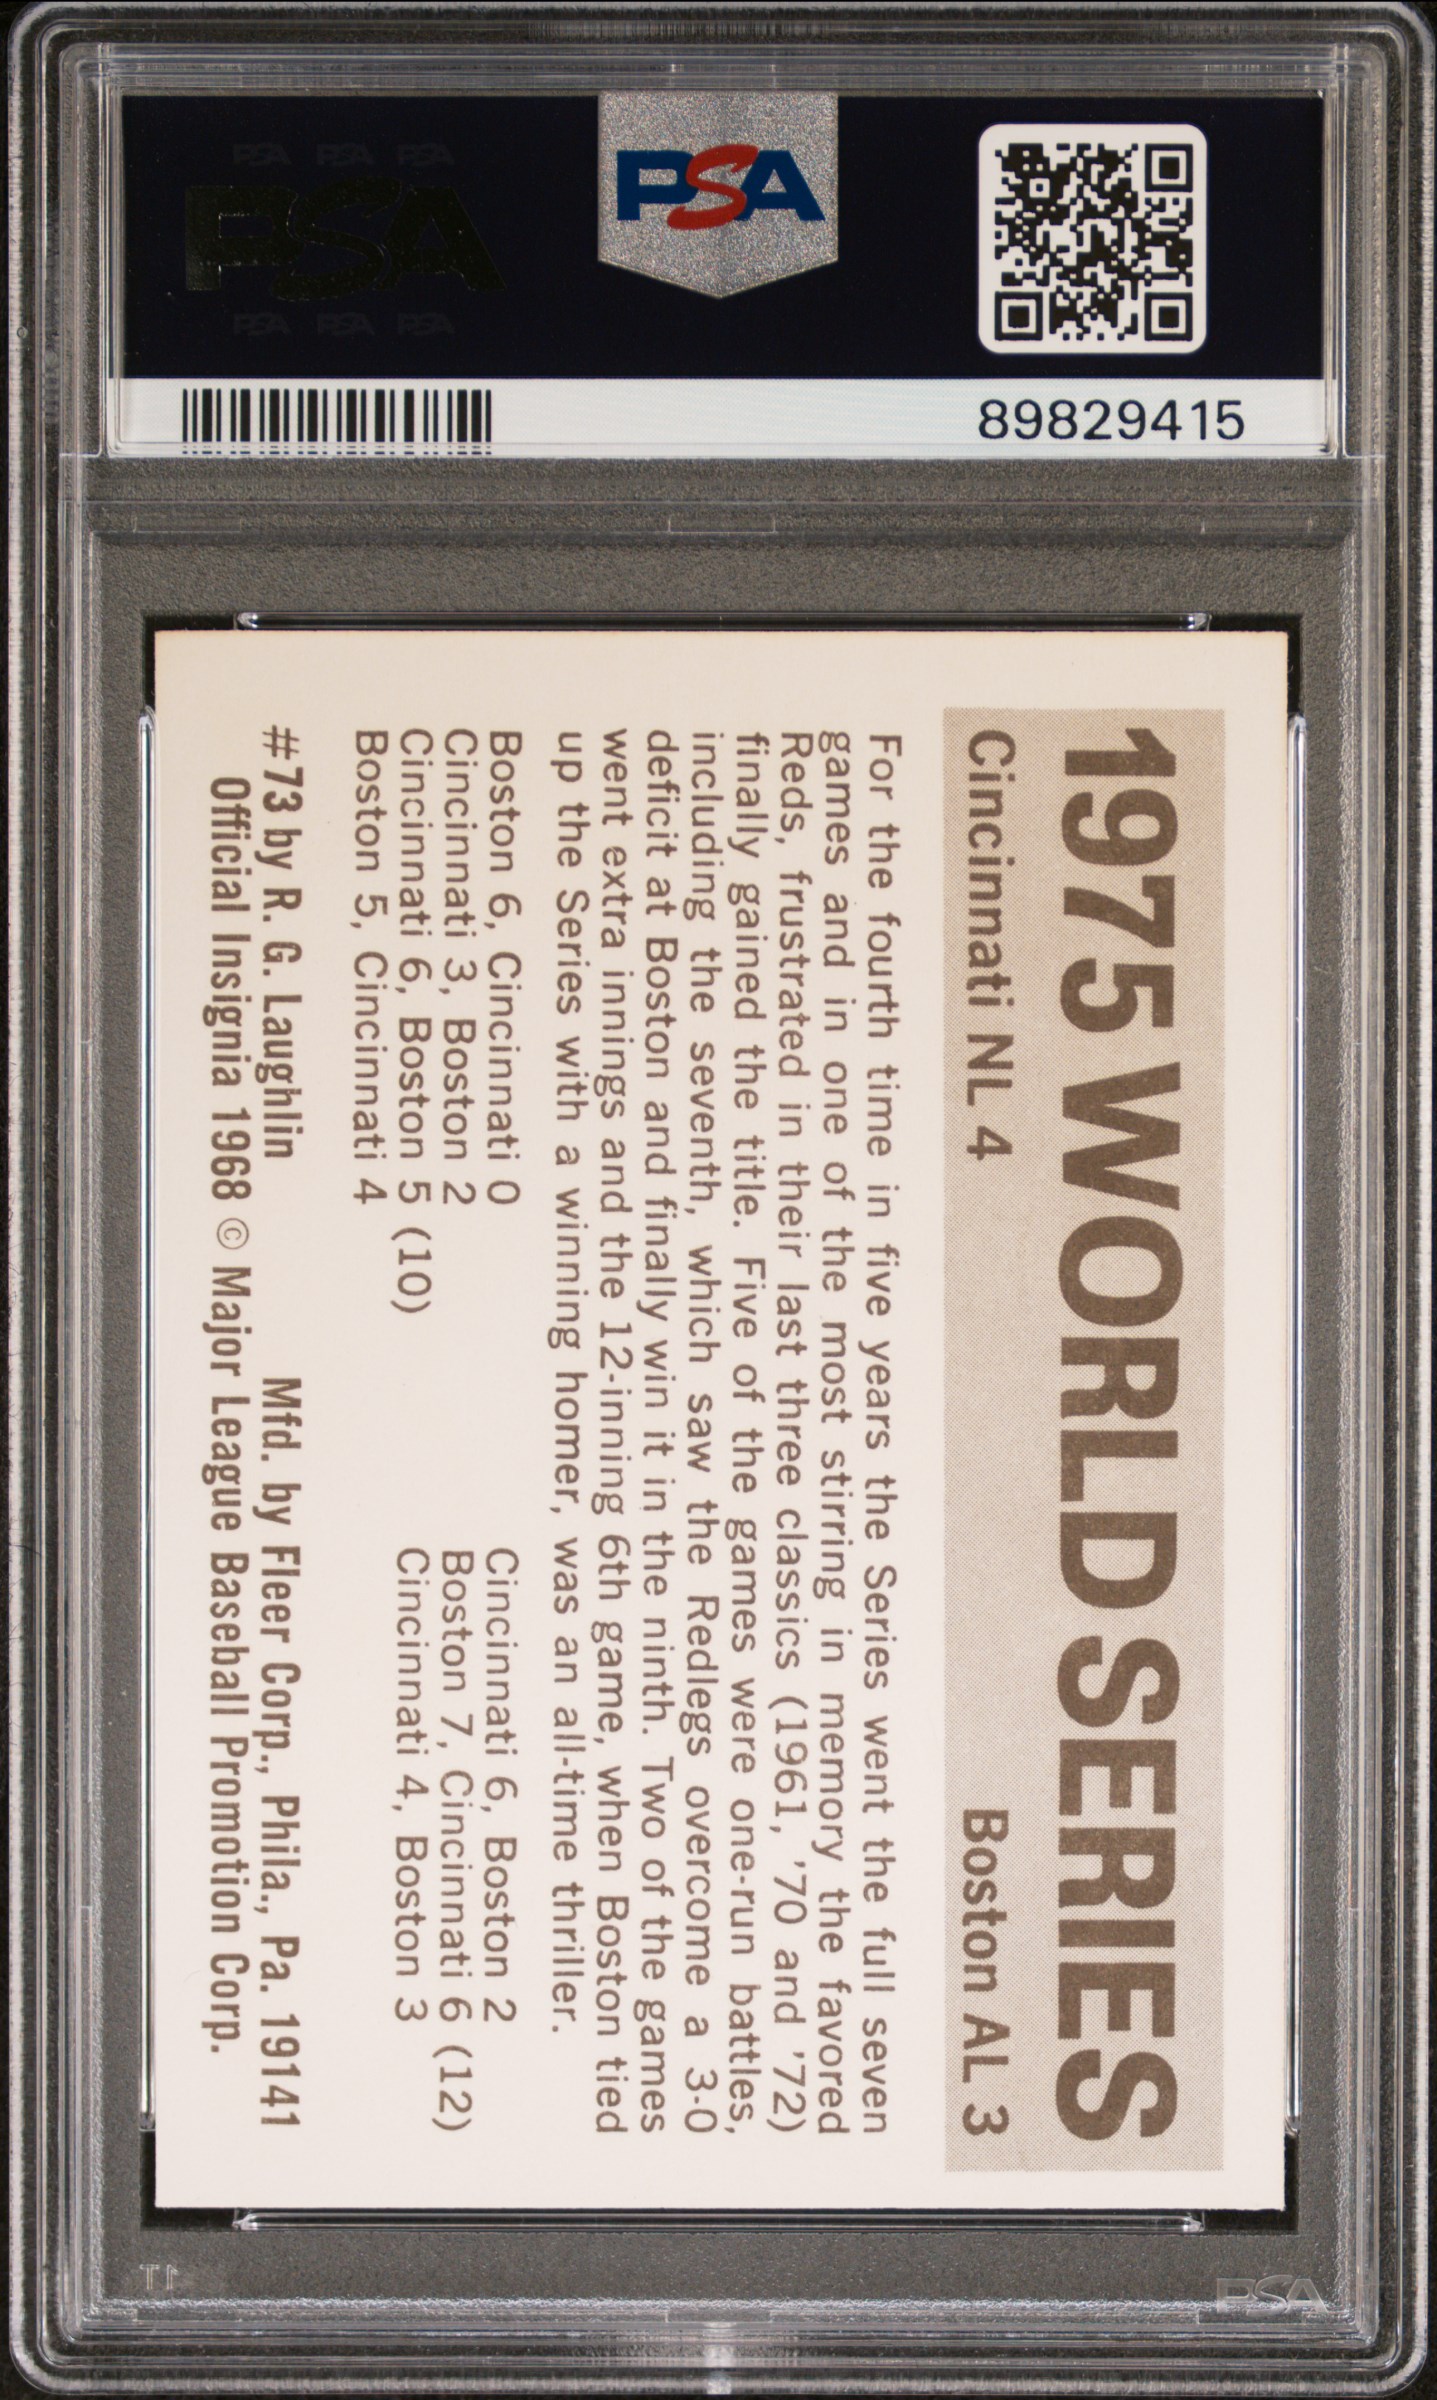 PSA PSA PSA
PSA
PSA PSA PSA
PSA
89829415
1975 WORLD SERIES
Cincinnati NL 4 Boston AL 3
For the fourth time in five years the Series went the full seven
games and in one of the most stirring in memory the favored
Reds, frustrated in their last three classics (1961, '70 and '72)
finally gained the title. Five of the games were one-run battles,
including the seventh, which saw the Redlegs overcome a 3-0
deficit at Boston and finally win it in the ninth. Two of the games
went extra innings and the 12-inning 6th game, when Boston tied
up the Series with a winning homer, was an all-time thriller.
Boston 6, Cincinnati 0 Cincinnati 6, Boston 2
Cincinnati 3, Boston 2 Boston 7, Cincinnati 6 (12)
Cincinnati 6, Boston 5 (10) Cincinnati 4, Boston 3
Boston 5, Cincinnati 4
#73 by R. G. Laughlin Mfd. by Fleer Corp., Phila., Pa. 19141
Official Insignia 1968 © Major League Baseball Promotion Corp.
PSA